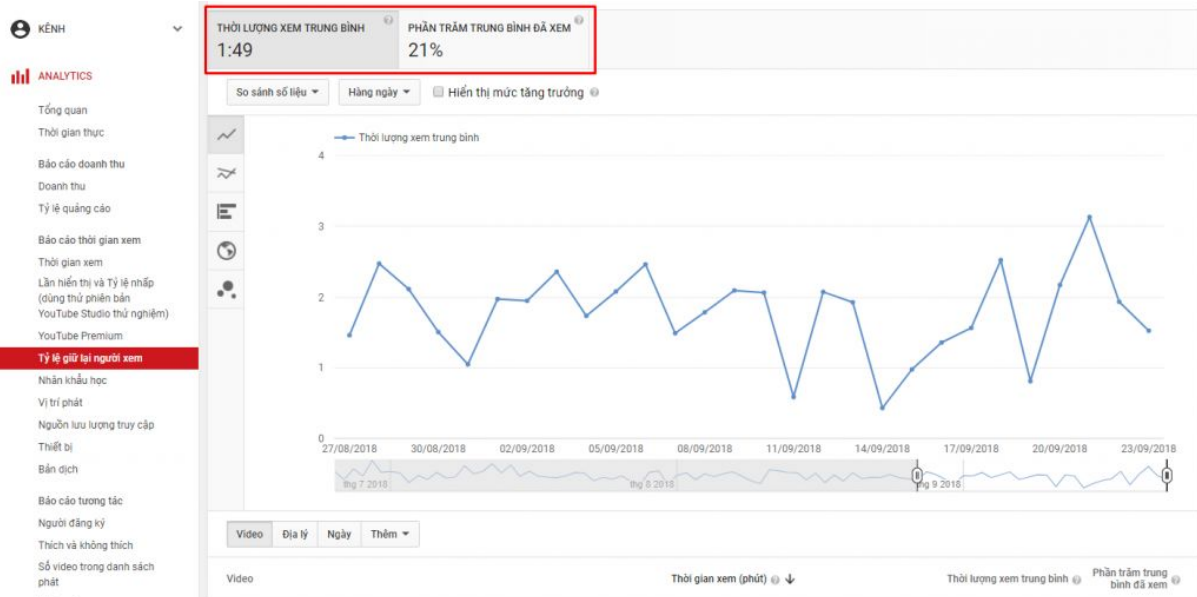 KÊNH
ANALYTICS
Tổng quan
Thời gian thực
Báo cáo doanh thu
Doanh thu
Tỷ lệ quảng cáo
Báo cáo thời gian xem
Thời gian xem
Lần hiển thị và Tỷ lệ nhấp
(dùng thử phiên bản
YouTube Studio thử nghiệm)
YouTube Premium
Tỷ lệ giữ lại người xem
Nhân khẩu học
Vị trí phát
Nguồn lưu lượng truy cập
Thiết bị
Bản dịch
Báo cáo tương tác
Người đăng ký
Thích và không thích
Số video trong danh sách
phát
THỜI LƯỢNG XEM TRUNG BÌNH
1:49
PHẦN TRĂM TRUNG BÌNH ĐÃ XEM
21%
So sánh số liệu
Hàng ngày
Hiển thị mức tăng trưởng
Thời lượng xem trung bình
4
3
2
1
0
27/08/2018 30/08/2018 02/09/2018 05/09/2018 08/09/2018 11/09/2018 14/09/2018 17/09/2018 20/09/2018 23/09/2018
thg 7 2018 thg 8 2018 thg 9 2018
Video Địa lý Ngày Thêm
Video Thời gian xem (phút) Thời lượng xem trung bình Phần trăm trung
bình đã xem